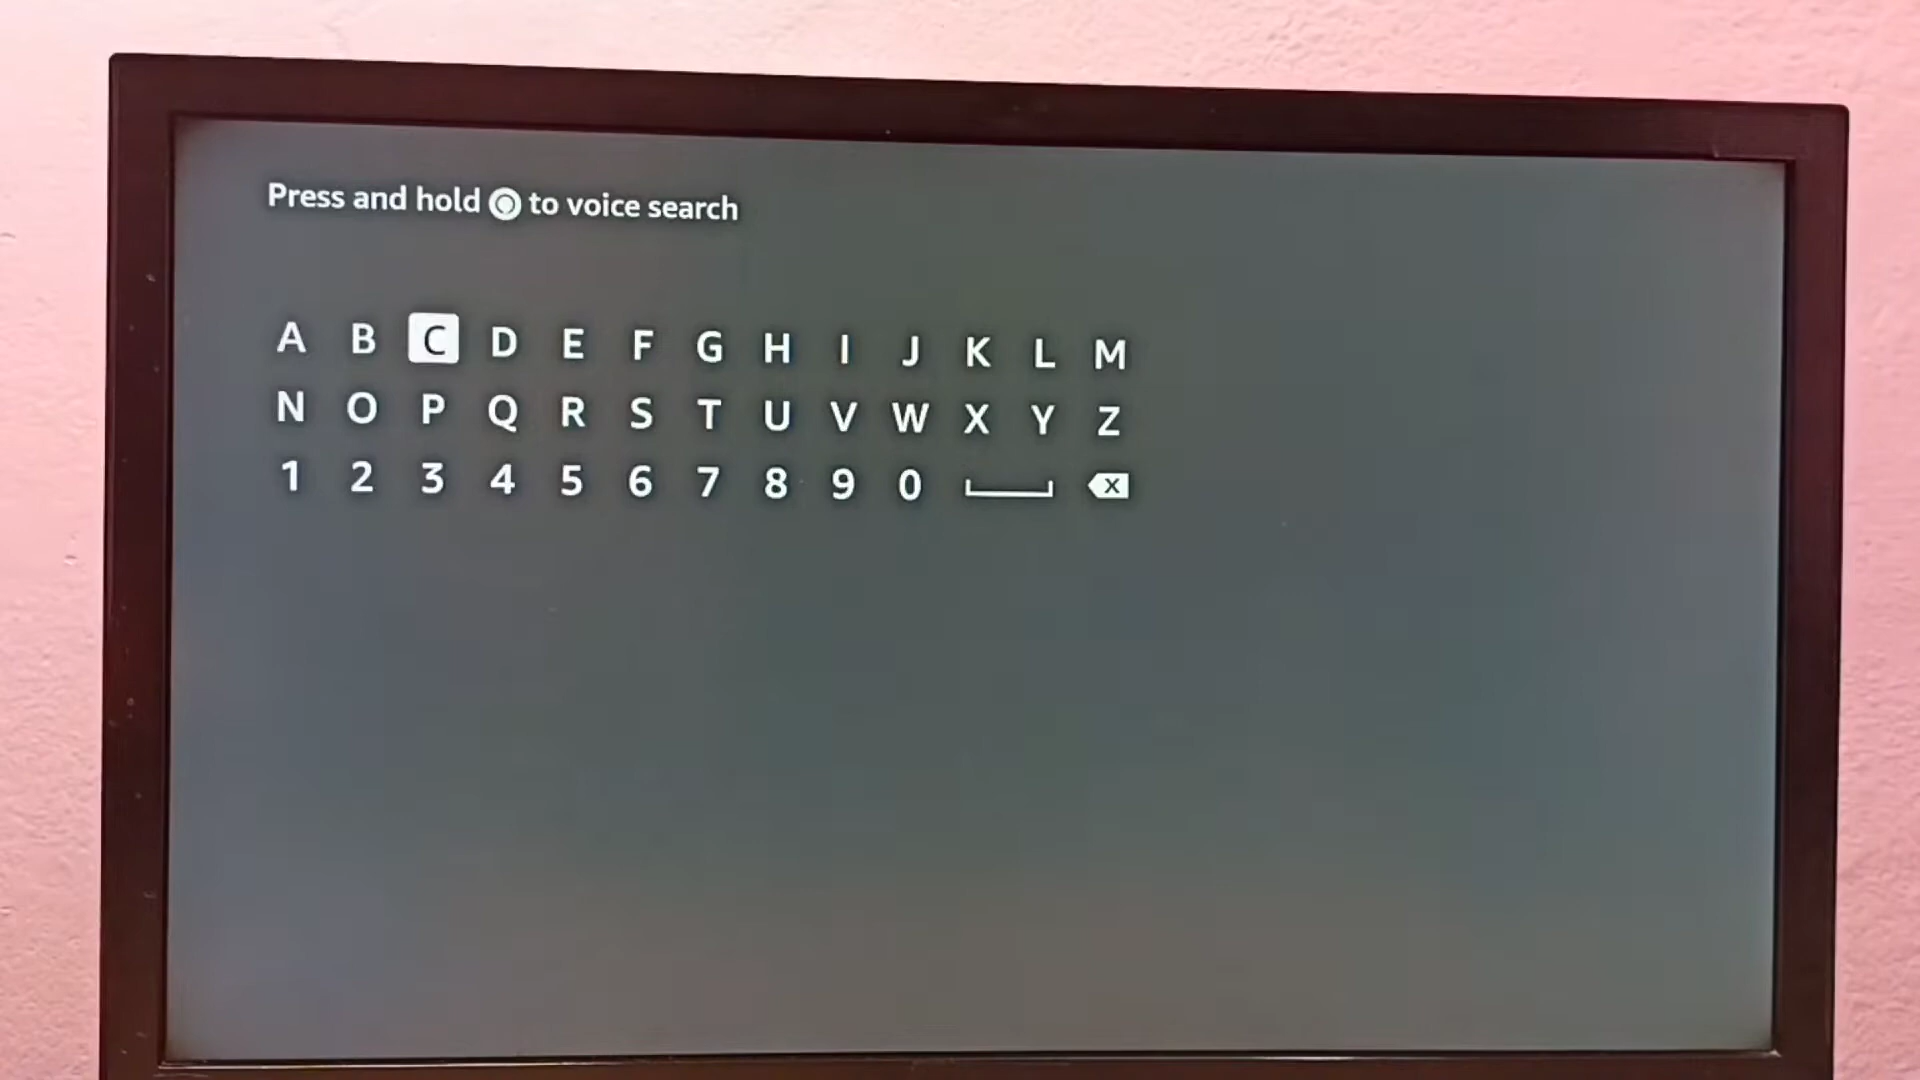 Press and hold to voice search
A B C D E F G H I J K L M
N O P Q R S T U V W X Y Z
1 2 3 4 5 6 7 8 9 0